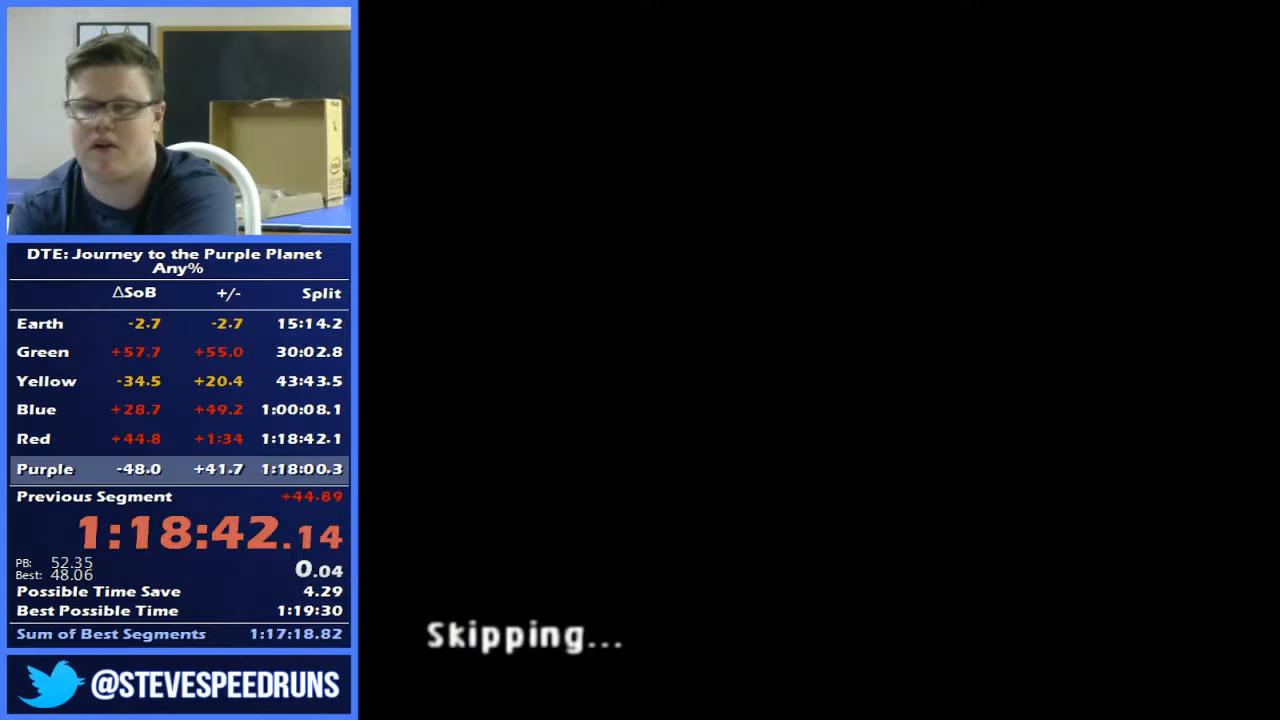 DTE: Journey to the Purple Planet
Any%
ΔSoB +/- Split
Earth -2.7 -2.7 15:14.2
Green +57.7 +55.0 30:02.8
Yellow -34.5 +20.4 43:43.5
Blue +28.7 +49.2 1:00:08.1
Red +44.8 +1:34 1:18:42.1
Purple -48.0 +41.7 1:18:00.3
Previous Segment +44.89
1:18:42.14
PB: 52.35
Best: 48.06
0.04
Possible Time Save 4.29
Best Possible Time 1:19:30
Sum of Best Segments 1:17:18.82
@STEVESPEEDRUNS
Skipping...